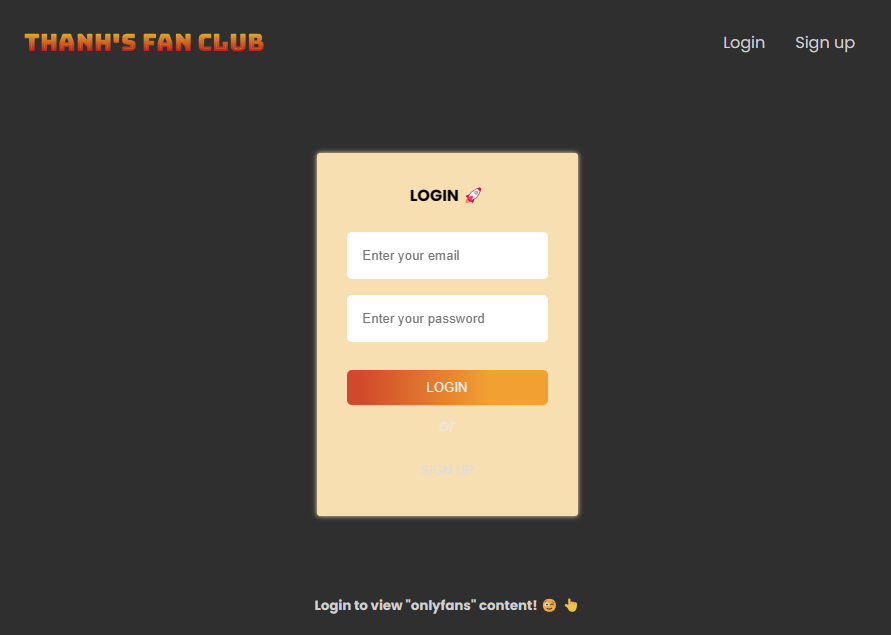 THANH'S FAN CLUB
Login
Sign up
LOGIN 🚀
Enter your email
Enter your password
LOGIN
or
SIGN UP
Login to view "onlyfans" content! 😆 👆